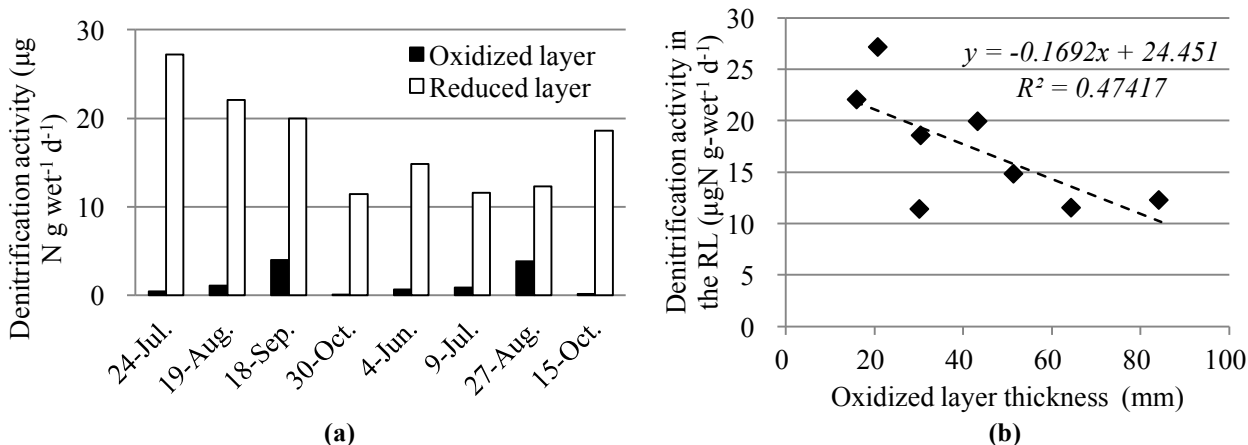 Denitrification activity (µg
N g wet⁻¹ d⁻¹)
30
20
10
0
Oxidized layer
Reduced layer
24-Jul.
19-Aug.
18-Sep.
30-Oct.
4-Jun.
9-Jul.
27-Aug.
15-Oct.
(a)
Denitrification activity in
the RL (µgN g-wet⁻¹ d⁻¹)
30
25
20
15
10
5
0
y = -0.1692x + 24.451
R² = 0.47417
0 20 40 60 80 100
Oxidized layer thickness (mm)
(b)